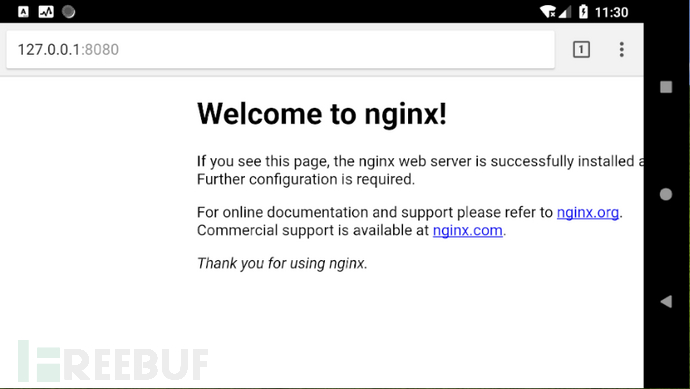 A
11:30
127.0.0.1:8080
1
Welcome to nginx!
If you see this page, the nginx web server is successfully installed a
Further configuration is required.
For online documentation and support please refer to nginx.org.
Commercial support is available at nginx.com.
Thank you for using nginx.
FREEBUF